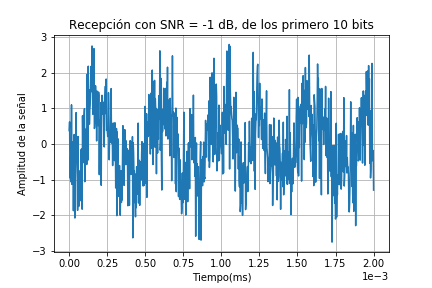 Recepción con SNR = -1 dB, de los primero 10 bits
Amplitud de la señal
3
2
1
0
-1
-2
-3
0.00 0.25 0.50 0.75 1.00 1.25 1.50 1.75 2.00
1e-3
Tiempo(ms)